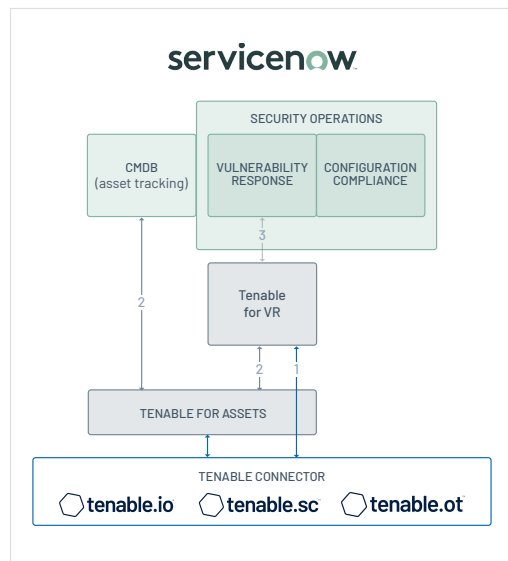 servicenow
SECURITY OPERATIONS
CMDB
(asset tracking)
VULNERABILITY
RESPONSE
CONFIGURATION
COMPLIANCE
3
Tenable
for VR
2
2
1
TENABLE FOR ASSETS
TENABLE CONNECTOR
tenable.io
tenable.sc
tenable.ot